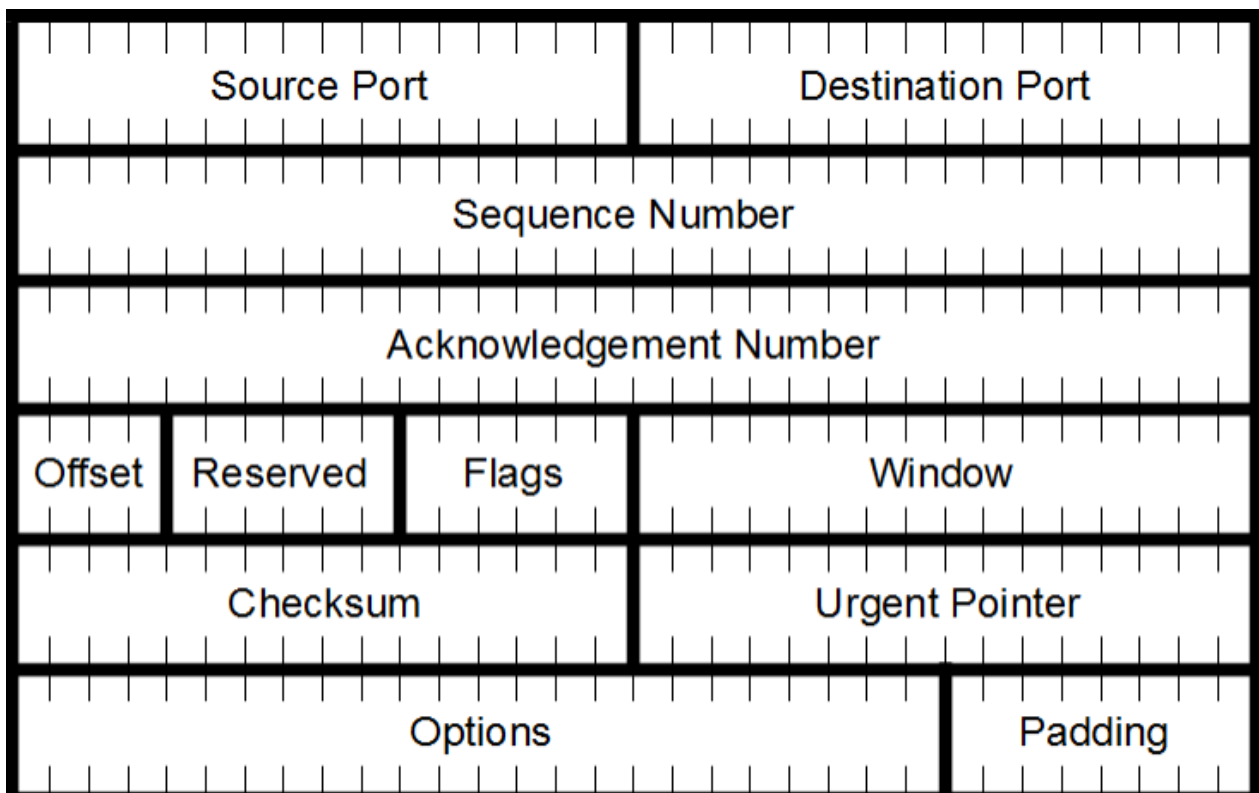 Source Port Destination Port
Sequence Number
Acknowledgement Number
Offset Reserved Flags Window
Checksum Urgent Pointer
Options Padding